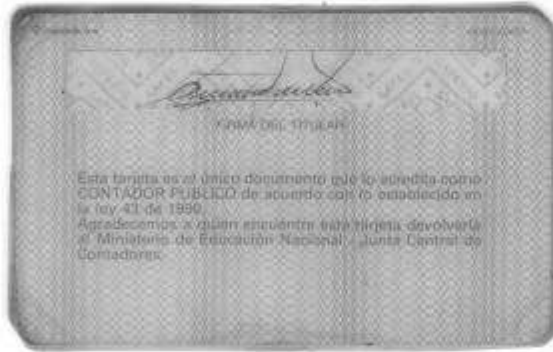 FIRMA DEL TITULAR
Esta tarjeta es el único documento que lo acredita como
CONTADOR PUBLICO de acuerdo con lo establecido en
la ley 43 de 1990.
Agradecemos a quien encuentre esta tarjeta devolverla
al Ministerio de Educación Nacional - Junta Central de
Contadores.